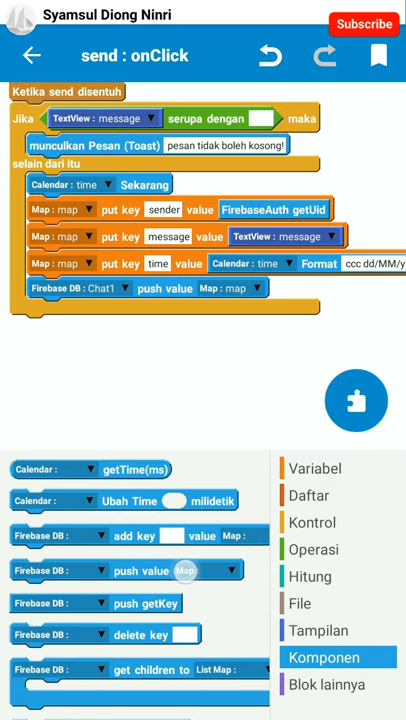 Syamsul Diong Ninri
Subscribe
send : onClick
Ketika send disentuh
Jika TextView : message serupa dengan maka
munculkan Pesan (Toast) pesan tidak boleh kosong!
selain dari itu
Calendar : time Sekarang
Map : map put key sender value FirebaseAuth getUid
Map : map put key message value TextView : message
Map : map put key time value Calendar : time Format ccc dd/MM/y
Firebase DB : Chat1 push value Map : map
Calendar : getTime(ms)
Calendar : Ubah Time milidetik
Firebase DB : add key value Map :
Firebase DB : push value Map
Firebase DB : push getKey
Firebase DB : delete key
Firebase DB : get children to List Map :
Variabel
Daftar
Kontrol
Operasi
Hitung
File
Tampilan
Komponen
Blok lainnya